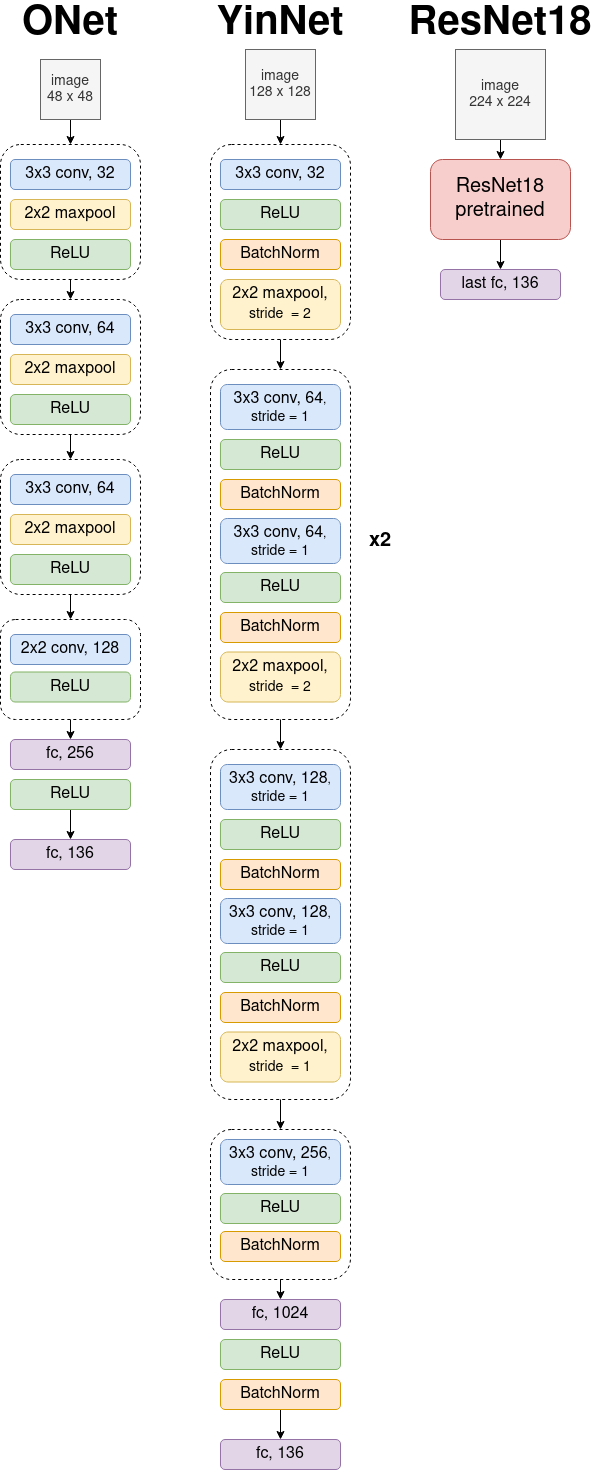 ONet
image
48 x 48
3x3 conv, 32
2x2 maxpool
ReLU
3x3 conv, 64
2x2 maxpool
ReLU
3x3 conv, 64
2x2 maxpool
ReLU
2x2 conv, 128
ReLU
fc, 256
ReLU
fc, 136
YinNet
image
128 x 128
3x3 conv, 32
ReLU
BatchNorm
2x2 maxpool,
stride = 2
3x3 conv, 64,
stride = 1
ReLU
BatchNorm
3x3 conv, 64,
stride = 1
ReLU
BatchNorm
2x2 maxpool,
stride = 2
x2
3x3 conv, 128,
stride = 1
ReLU
BatchNorm
3x3 conv, 128,
stride = 1
ReLU
BatchNorm
2x2 maxpool,
stride = 1
3x3 conv, 256,
stride = 1
ReLU
BatchNorm
fc, 1024
ReLU
BatchNorm
fc, 136
ResNet18
image
224 x 224
ResNet18
pretrained
last fc, 136